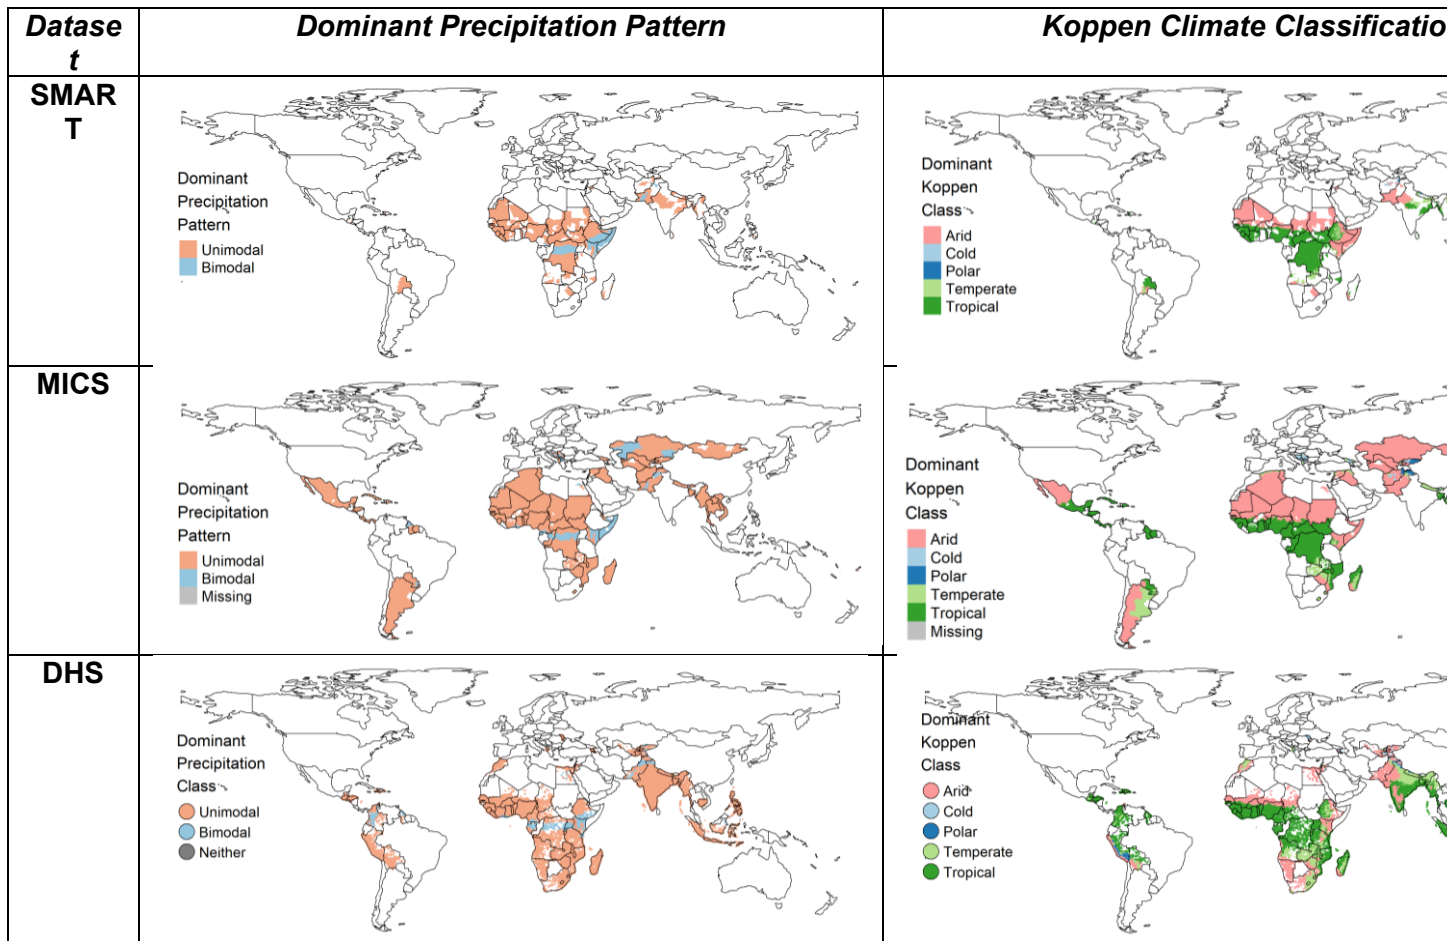 Datase
t
Dominant Precipitation Pattern
Koppen Climate Classificatio
SMAR
T
Dominant
Precipitation
Pattern
Unimodal
Bimodal
Dominant
Koppen
Class
Arid
Cold
Polar
Temperate
Tropical
MICS
Dominant
Precipitation
Pattern
Unimodal
Bimodal
Missing
Dominant
Koppen
Class
Arid
Cold
Polar
Temperate
Tropical
Missing
DHS
Dominant
Precipitation
Class
Unimodal
Bimodal
Neither
Dominant
Koppen
Class
Arid
Cold
Polar
Temperate
Tropical